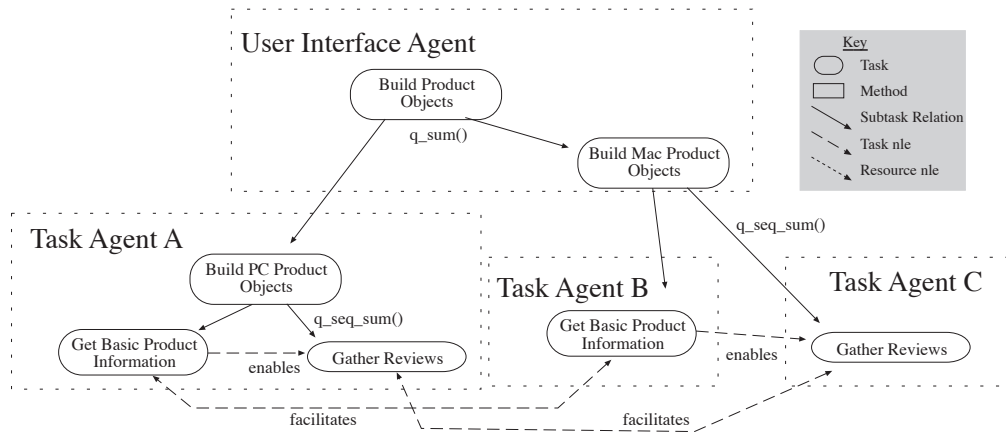 User Interface Agent
Build Product
Objects
q_sum()
Build Mac Product
Objects
Key
Task
Method
Subtask Relation
Task nle
Resource nle
Task Agent A
Build PC Product
Objects
q_seq_sum()
Get Basic Product
Information
enables
Gather Reviews
facilitates
Task Agent B
Get Basic Product
Information
enables
q_seq_sum()
Task Agent C
Gather Reviews
facilitates